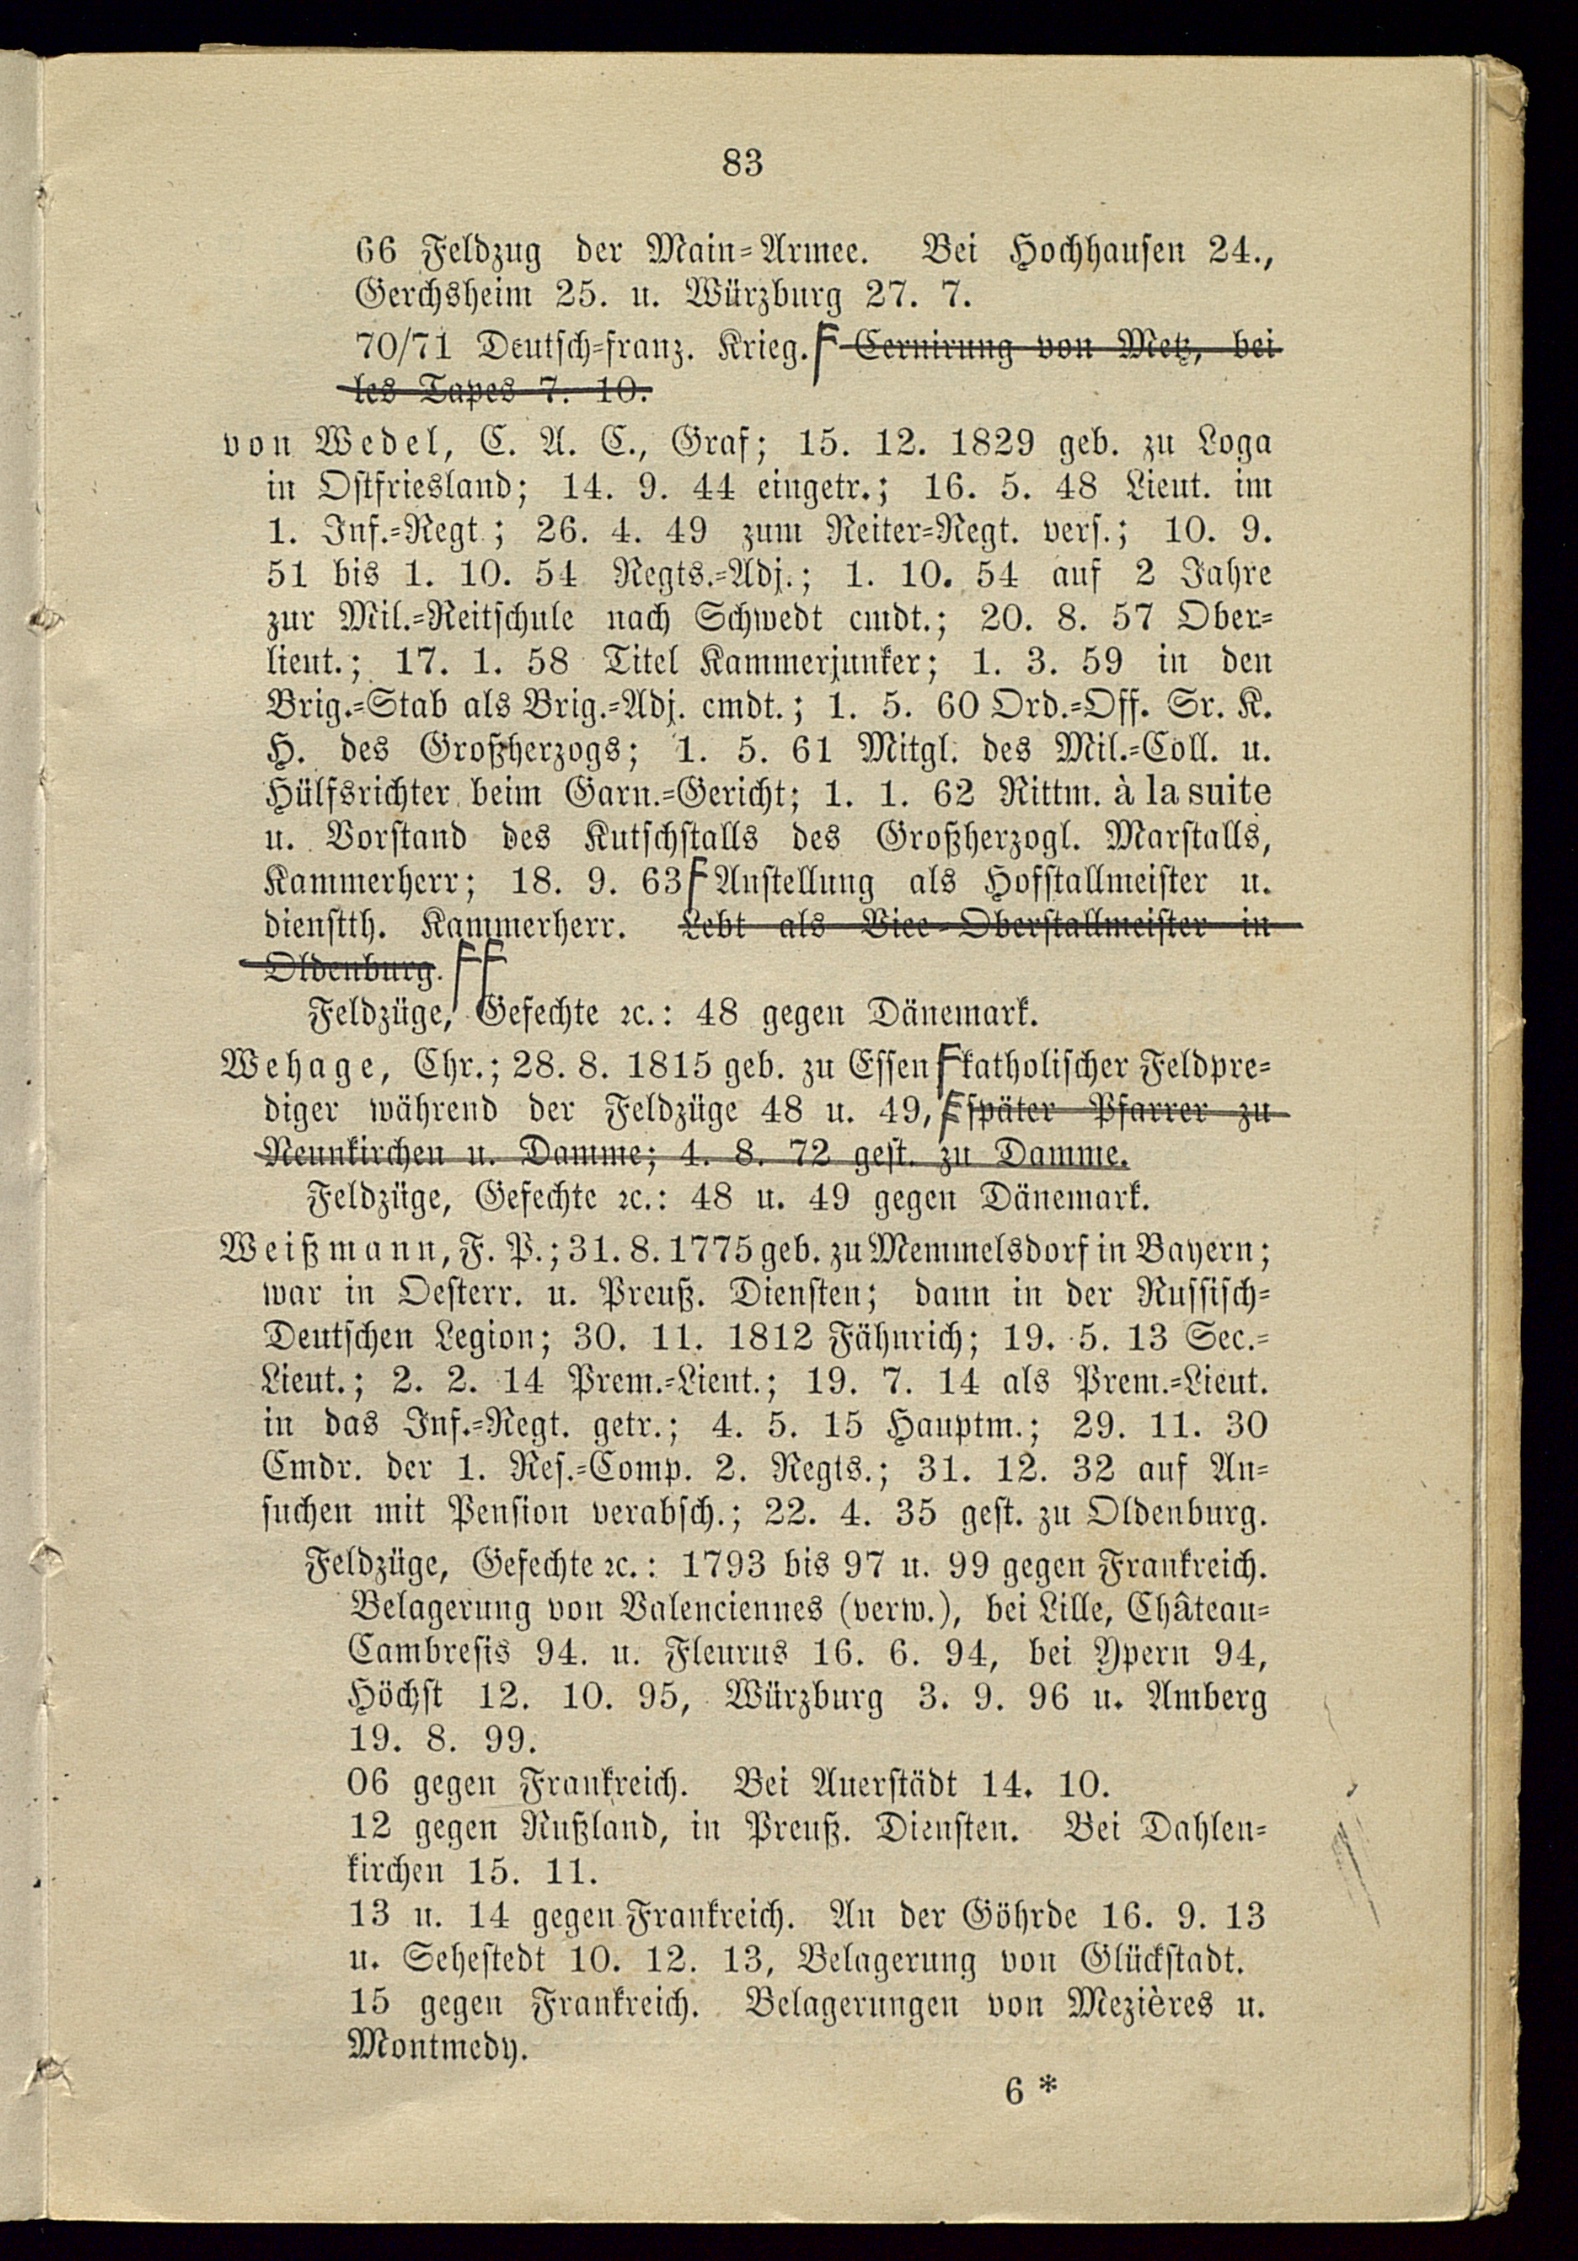 83
66 Feldzug der Main-Armee. Bei Hochhausen 24.,
Gerchsheim 25. u. Würzburg 27. 7.
70/71 Deutsch-franz. Krieg. Cernirung von Metz, bei
les Tapes 7. 10.
von Wedel, C. A. C., Graf; 15. 12. 1829 geb. zu Loga
in Ostfriesland; 14. 9. 44 eingetr.; 16. 5. 48 Lieut. im
1. Inf.-Regt.; 26. 4. 49 zum Reiter-Regt. vers.; 10. 9.
51 bis 1. 10. 54 Regts.-Adj.; 1. 10. 54 auf 2 Jahre
zur Mil.-Reitschule nach Schwedt cmdt.; 20. 8. 57 Ober-
lieut.; 17. 1. 58 Titel Kammerjunker; 1. 3. 59 in den
Brig.-Stab als Brig.-Adj. cmdt.; 1. 5. 60 Ord.-Off. Sr. K.
H. des Großherzogs; 1. 5. 61 Mitgl. des Mil.-Coll. u.
Hülfsrichter beim Garn.-Gericht; 1. 1. 62 Rittm. à la suite
u. Vorstand des Kutschstalls des Großherzogl. Marstalls,
Kammerherr; 18. 9. 63 Anstellung als Hofstallmeister u.
dienstth. Kammerherr. Lebt als Vice-Oberstallmeister in
Oldenburg.
Feldzüge, Gefechte ꝛc.: 48 gegen Dänemark.
Wehage, Chr.; 28. 8. 1815 geb. zu Essen katholischer Feldpre-
diger während der Feldzüge 48 u. 49, später Pfarrer zu
Neunkirchen u. Damme; 4. 8. 72 gest. zu Damme.
Feldzüge, Gefechte ꝛc.: 48 u. 49 gegen Dänemark.
Weißmann, F. P.; 31. 8. 1775 geb. zu Memmelsdorf in Bayern;
war in Oesterr. u. Preuß. Diensten; dann in der Russisch-
Deutschen Legion; 30. 11. 1812 Fähnrich; 19. 5. 13 Sec.-
Lieut.; 2. 2. 14 Prem.-Lieut.; 19. 7. 14 als Prem.-Lieut.
in das Inf.-Regt. getr.; 4. 5. 15 Hauptm.; 29. 11. 30
Cmdr. der 1. Res.-Comp. 2. Regts.; 31. 12. 32 auf An-
suchen mit Pension verabsch.; 22. 4. 35 gest. zu Oldenburg.
Feldzüge, Gefechte ꝛc.: 1793 bis 97 u. 99 gegen Frankreich.
Belagerung von Valenciennes (verw.), bei Lille, Château-
Cambresis 94. u. Fleurus 16. 6. 94, bei Ypern 94,
Höchst 12. 10. 95, Würzburg 3. 9. 96 u. Amberg
19. 8. 99.
06 gegen Frankreich. Bei Auerstädt 14. 10.
12 gegen Rußland, in Preuß. Diensten. Bei Dahlen-
kirchen 15. 11.
13 u. 14 gegen Frankreich. An der Göhrde 16. 9. 13
u. Sehestedt 10. 12. 13, Belagerung von Glückstadt.
15 gegen Frankreich. Belagerungen von Mezières u.
Montmedy.
6 *